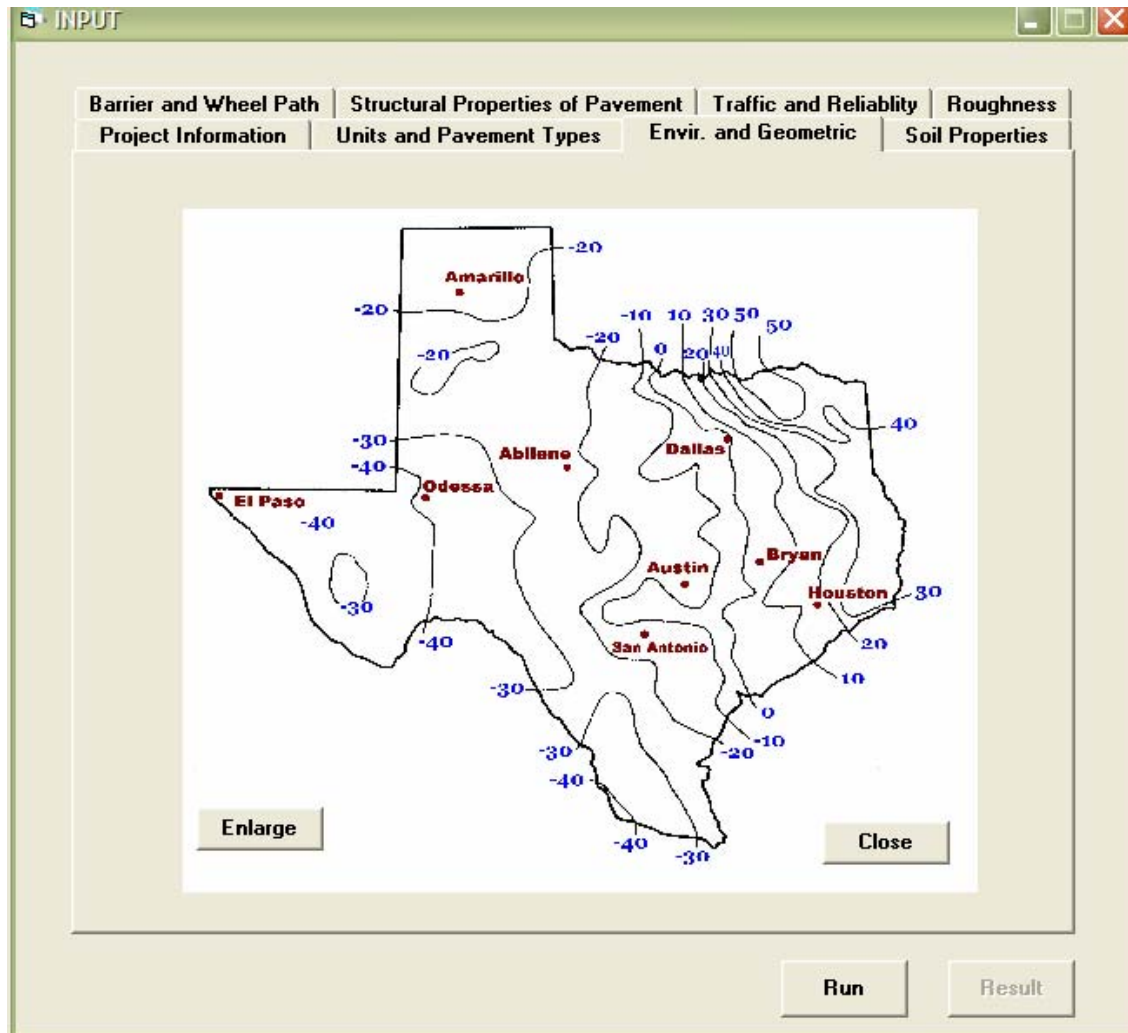 INPUT
Barrier and Wheel Path Structural Properties of Pavement Traffic and Reliablity Roughness
Project Information Units and Pavement Types Envir. and Geometric Soil Properties
-20
Amarillo
-20
-10 10 30 50 50
-20 0 20 40
-20
40
-30
Abilene Dallas
-40
Odessa
El Paso
-40
Bryan
Austin
Houston
30
-30
-40 San Antonio 20
10
-30
0
-10
-20
-30
-40
Enlarge
Close
-40
-30
Run Result